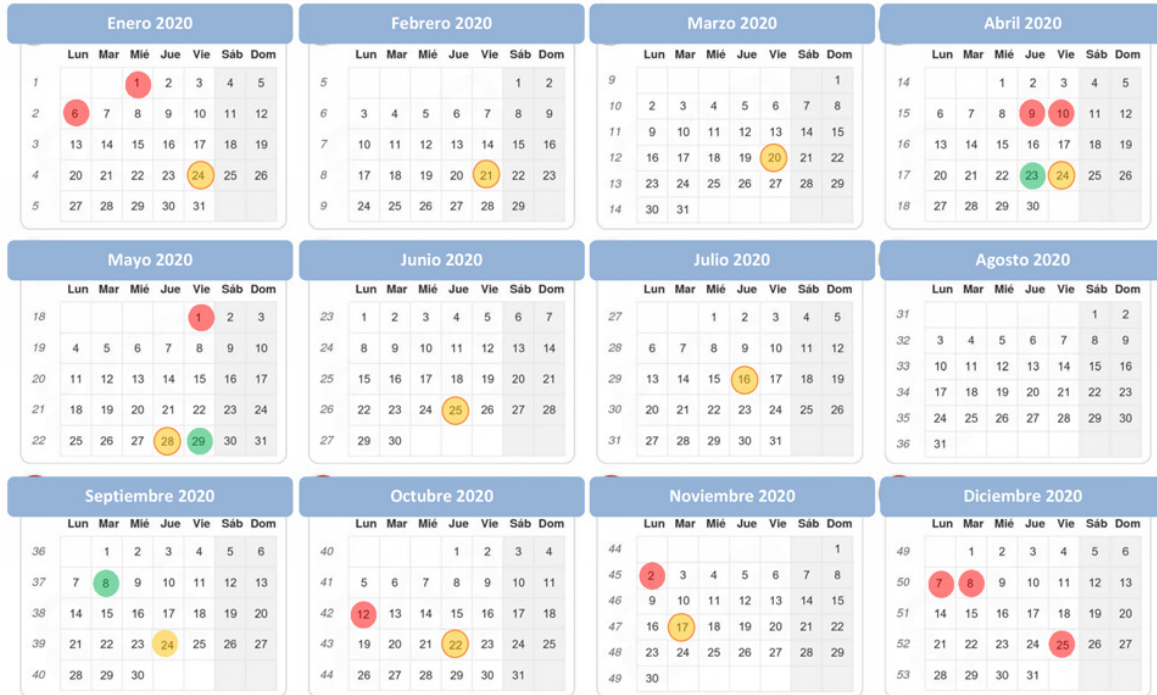 Enero 2020
Lun Mar Mié Jue Vie Sáb Dom
1 1 2 3 4 5
2 6 7 8 9 10 11 12
3 13 14 15 16 17 18 19
4 20 21 22 23 24 25 26
5 27 28 29 30 31
Febrero 2020
Lun Mar Mié Jue Vie Sáb Dom
5 1 2
6 3 4 5 6 7 8 9
7 10 11 12 13 14 15 16
8 17 18 19 20 21 22 23
9 24 25 26 27 28 29
Marzo 2020
Lun Mar Mié Jue Vie Sáb Dom
9 1
10 2 3 4 5 6 7 8
11 9 10 11 12 13 14 15
12 16 17 18 19 20 21 22
13 23 24 25 26 27 28 29
14 30 31
Abril 2020
Lun Mar Mié Jue Vie Sáb Dom
14 1 2 3 4 5
15 6 7 8 9 10 11 12
16 13 14 15 16 17 18 19
17 20 21 22 23 24 25 26
18 27 28 29 30
Mayo 2020
Lun Mar Mié Jue Vie Sáb Dom
18 1 2 3
19 4 5 6 7 8 9 10
20 11 12 13 14 15 16 17
21 18 19 20 21 22 23 24
22 25 26 27 28 29 30 31
Junio 2020
Lun Mar Mié Jue Vie Sáb Dom
23 1 2 3 4 5 6 7
24 8 9 10 11 12 13 14
25 15 16 17 18 19 20 21
26 22 23 24 25 26 27 28
27 29 30
Julio 2020
Lun Mar Mié Jue Vie Sáb Dom
27 1 2 3 4 5
28 6 7 8 9 10 11 12
29 13 14 15 16 17 18 19
30 20 21 22 23 24 25 26
31 27 28 29 30 31
Agosto 2020
Lun Mar Mié Jue Vie Sáb Dom
31 1 2
32 3 4 5 6 7 8 9
33 10 11 12 13 14 15 16
34 17 18 19 20 21 22 23
35 24 25 26 27 28 29 30
36 31
Septiembre 2020
Lun Mar Mié Jue Vie Sáb Dom
36 1 2 3 4 5 6
37 7 8 9 10 11 12 13
38 14 15 16 17 18 19 20
39 21 22 23 24 25 26 27
40 28 29 30
Octubre 2020
Lun Mar Mié Jue Vie Sáb Dom
40 1 2 3 4
41 5 6 7 8 9 10 11
42 12 13 14 15 16 17 18
43 19 20 21 22 23 24 25
44 26 27 28 29 30 31
Noviembre 2020
Lun Mar Mié Jue Vie Sáb Dom
44 1
45 2 3 4 5 6 7 8
46 9 10 11 12 13 14 15
47 16 17 18 19 20 21 22
48 23 24 25 26 27 28 29
49 30
Diciembre 2020
Lun Mar Mié Jue Vie Sáb Dom
49 1 2 3 4 5 6
50 7 8 9 10 11 12 13
51 14 15 16 17 18 19 20
52 21 22 23 24 25 26 27
53 28 29 30 31